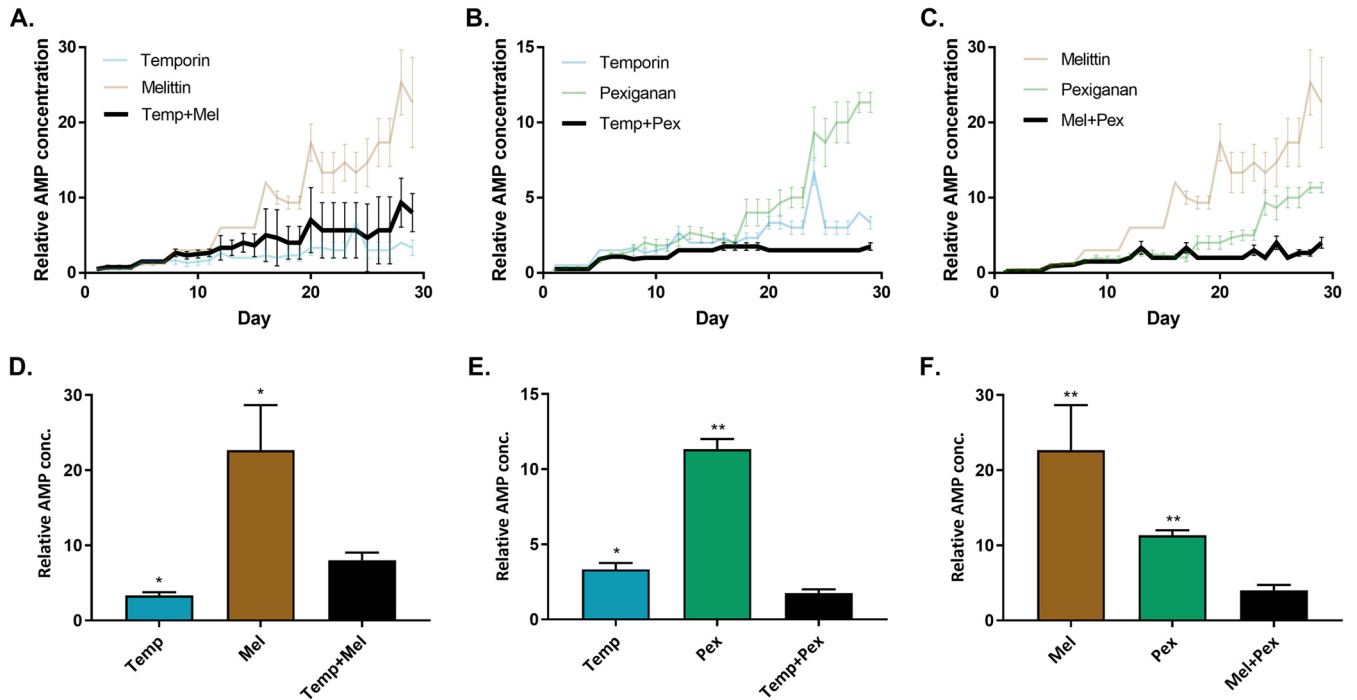 A.
Relative AMP concentration
30
20
10
0
0
10
20
30
Day
Temporin
Melittin
Temp+Mel
B.
Relative AMP concentration
15
10
5
0
0
10
20
30
Day
Temporin
Pexiganan
Temp+Pex
C.
Relative AMP concentration
30
20
10
0
0
10
20
30
Day
Melittin
Pexiganan
Mel+Pex
D.
Relative AMP conc.
30
20
10
0
*
*
Temp
Mel
Temp+Mel
E.
Relative AMP conc.
15
10
5
0
*
**
Temp
Pex
Temp+Pex
F.
Relative AMP conc.
30
20
10
0
**
**
Mel
Pex
Mel+Pex